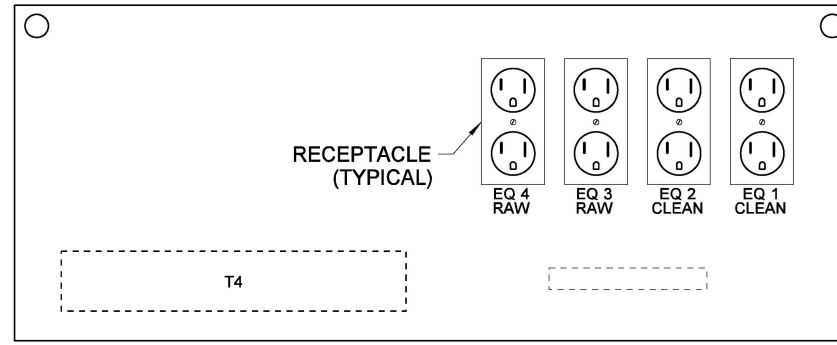 RECEPTACLE
(TYPICAL)
EQ 4
RAW
EQ 3
RAW
EQ 2
CLEAN
EQ 1
CLEAN
T4